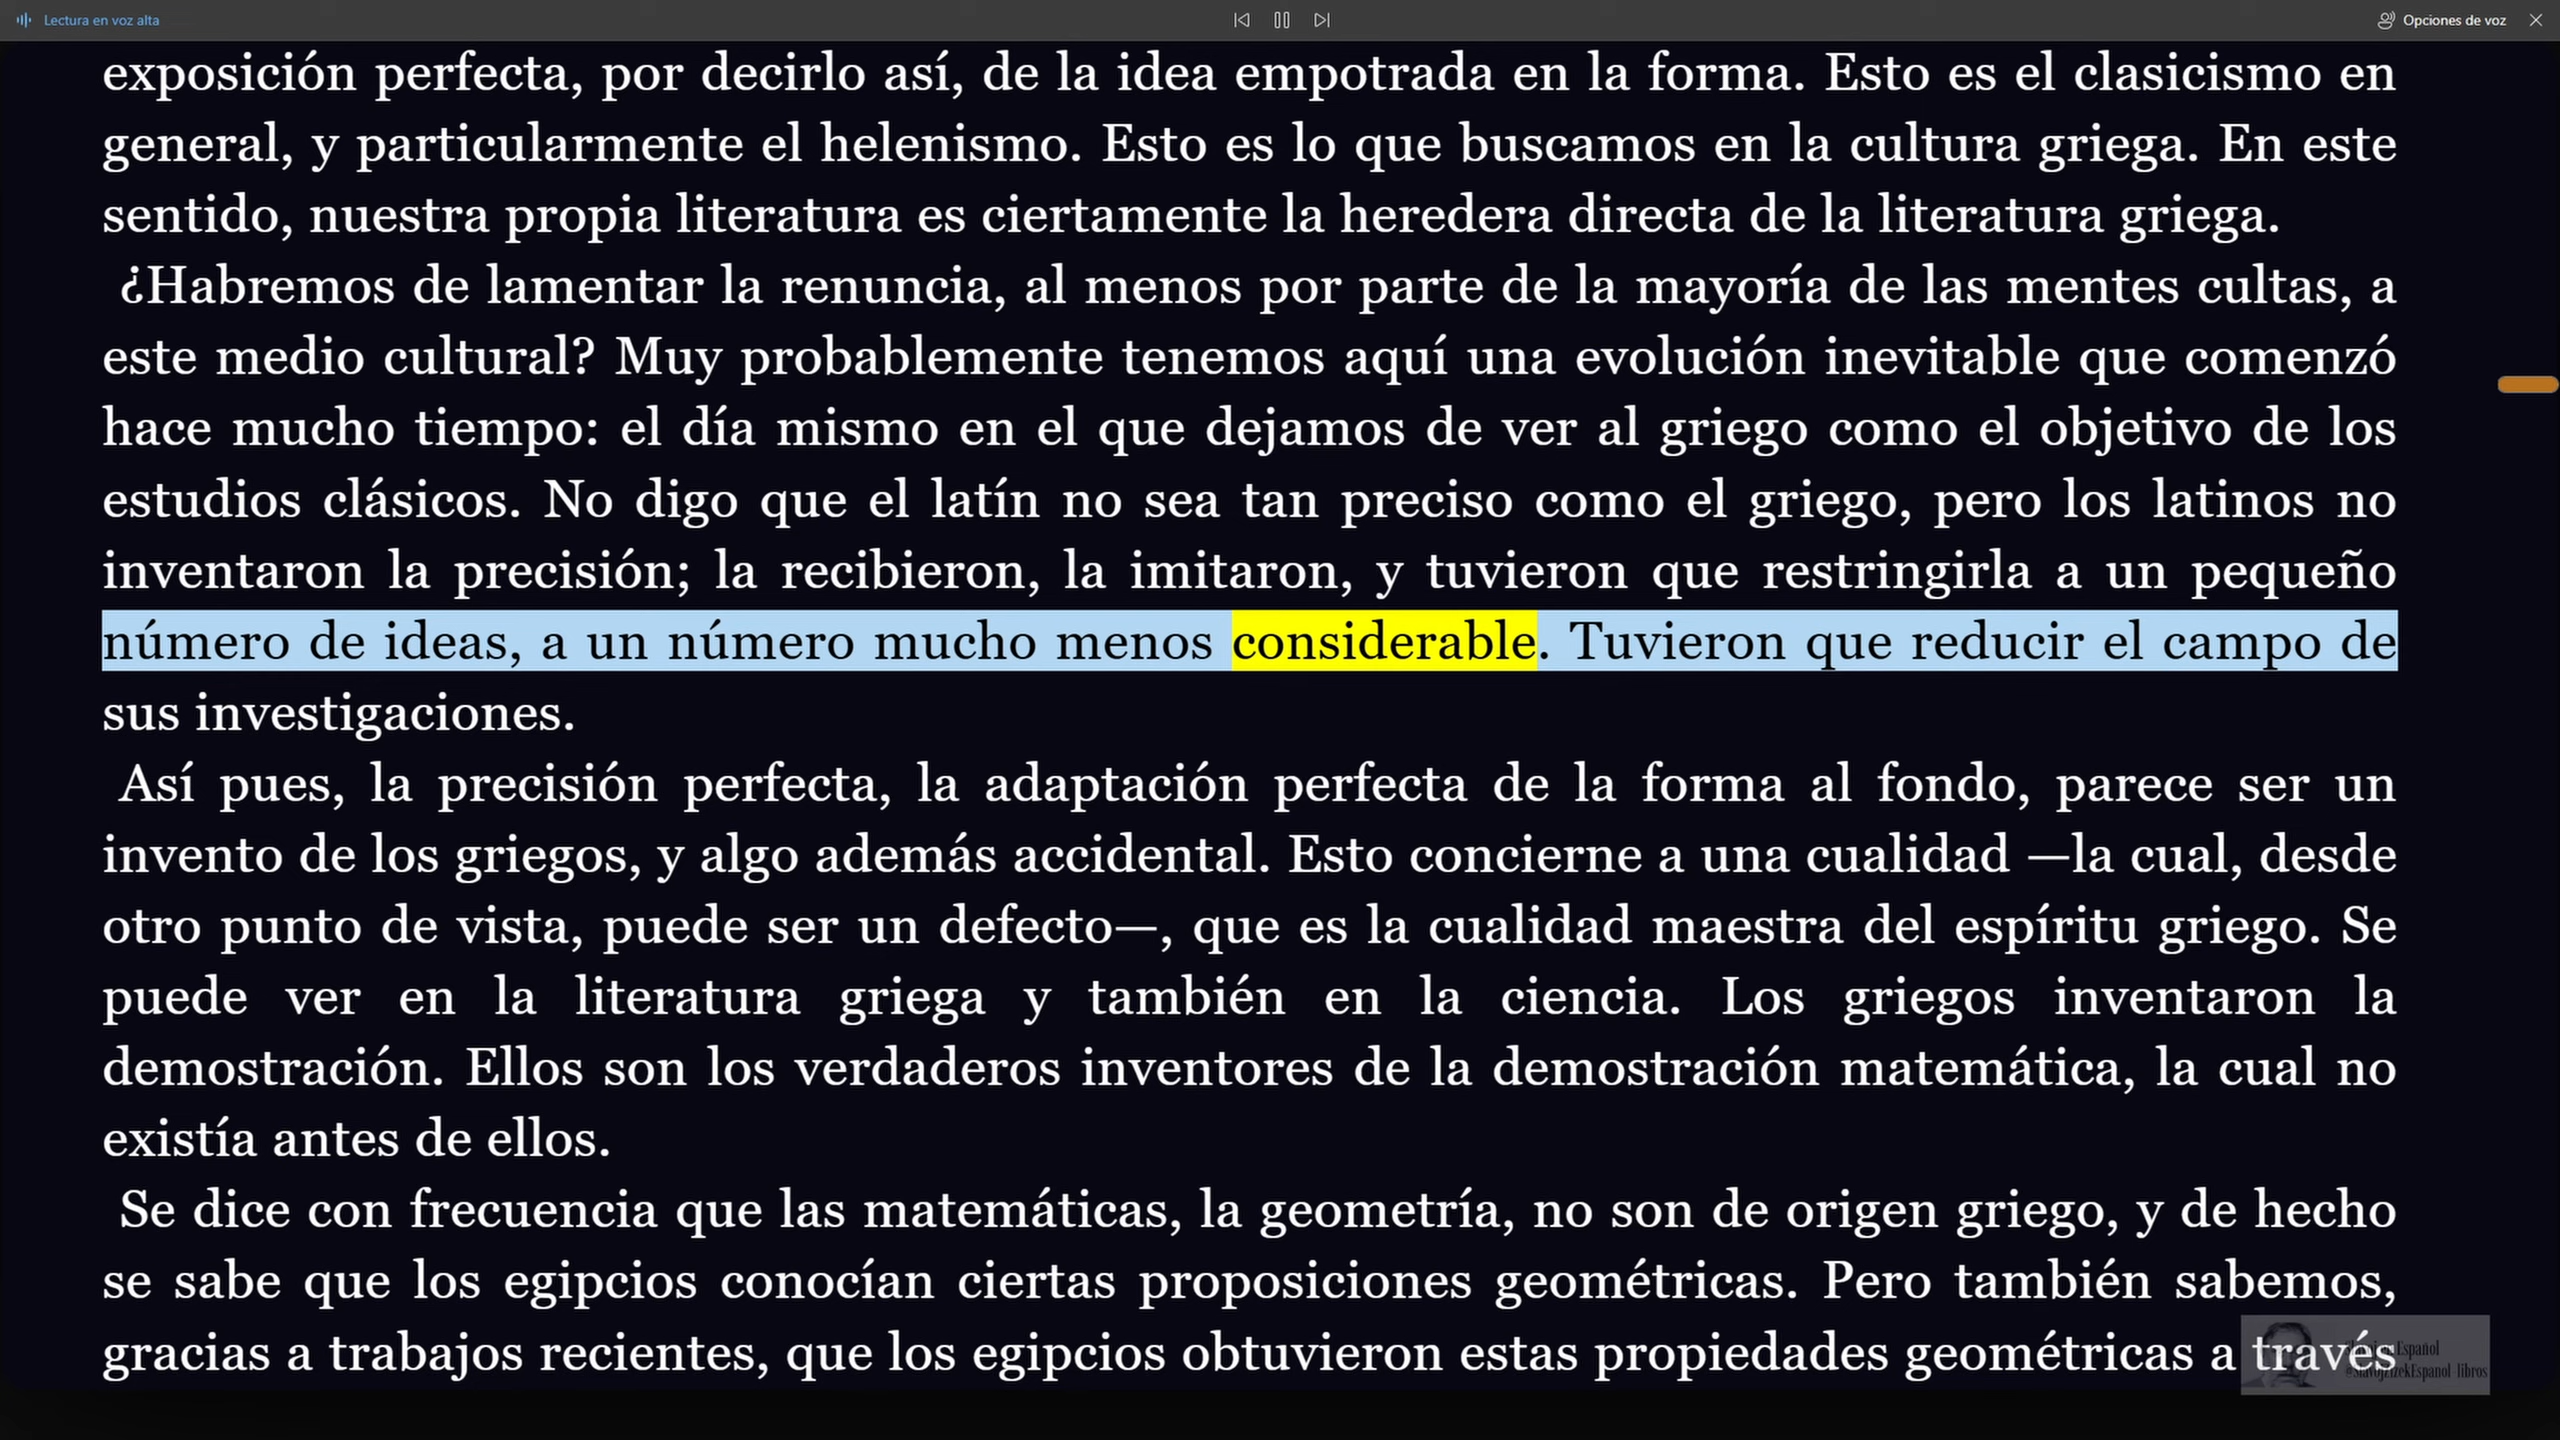 Lectura en voz alta
Opciones de voz
exposición perfecta, por decirlo así, de la idea empotrada en la forma. Esto es el clasicismo en
general, y particularmente el helenismo. Esto es lo que buscamos en la cultura griega. En este
sentido, nuestra propia literatura es ciertamente la heredera directa de la literatura griega.
¿Habremos de lamentar la renuncia, al menos por parte de la mayoría de las mentes cultas, a
este medio cultural? Muy probablemente tenemos aquí una evolución inevitable que comenzó
hace mucho tiempo: el día mismo en el que dejamos de ver al griego como el objetivo de los
estudios clásicos. No digo que el latín no sea tan preciso como el griego, pero los latinos no
inventaron la precisión; la recibieron, la imitaron, y tuvieron que restringirla a un pequeño
número de ideas, a un número mucho menos considerable. Tuvieron que reducir el campo de
sus investigaciones.
Así pues, la precisión perfecta, la adaptación perfecta de la forma al fondo, parece ser un
invento de los griegos, y algo además accidental. Esto concierne a una cualidad —la cual, desde
otro punto de vista, puede ser un defecto—, que es la cualidad maestra del espíritu griego. Se
puede ver en la literatura griega y también en la ciencia. Los griegos inventaron la
demostración. Ellos son los verdaderos inventores de la demostración matemática, la cual no
existía antes de ellos.
Se dice con frecuencia que las matemáticas, la geometría, no son de origen griego, y de hecho
se sabe que los egipcios conocían ciertas proposiciones geométricas. Pero también sabemos,
gracias a trabajos recientes, que los egipcios obtuvieron estas propiedades geométricas a través
Español